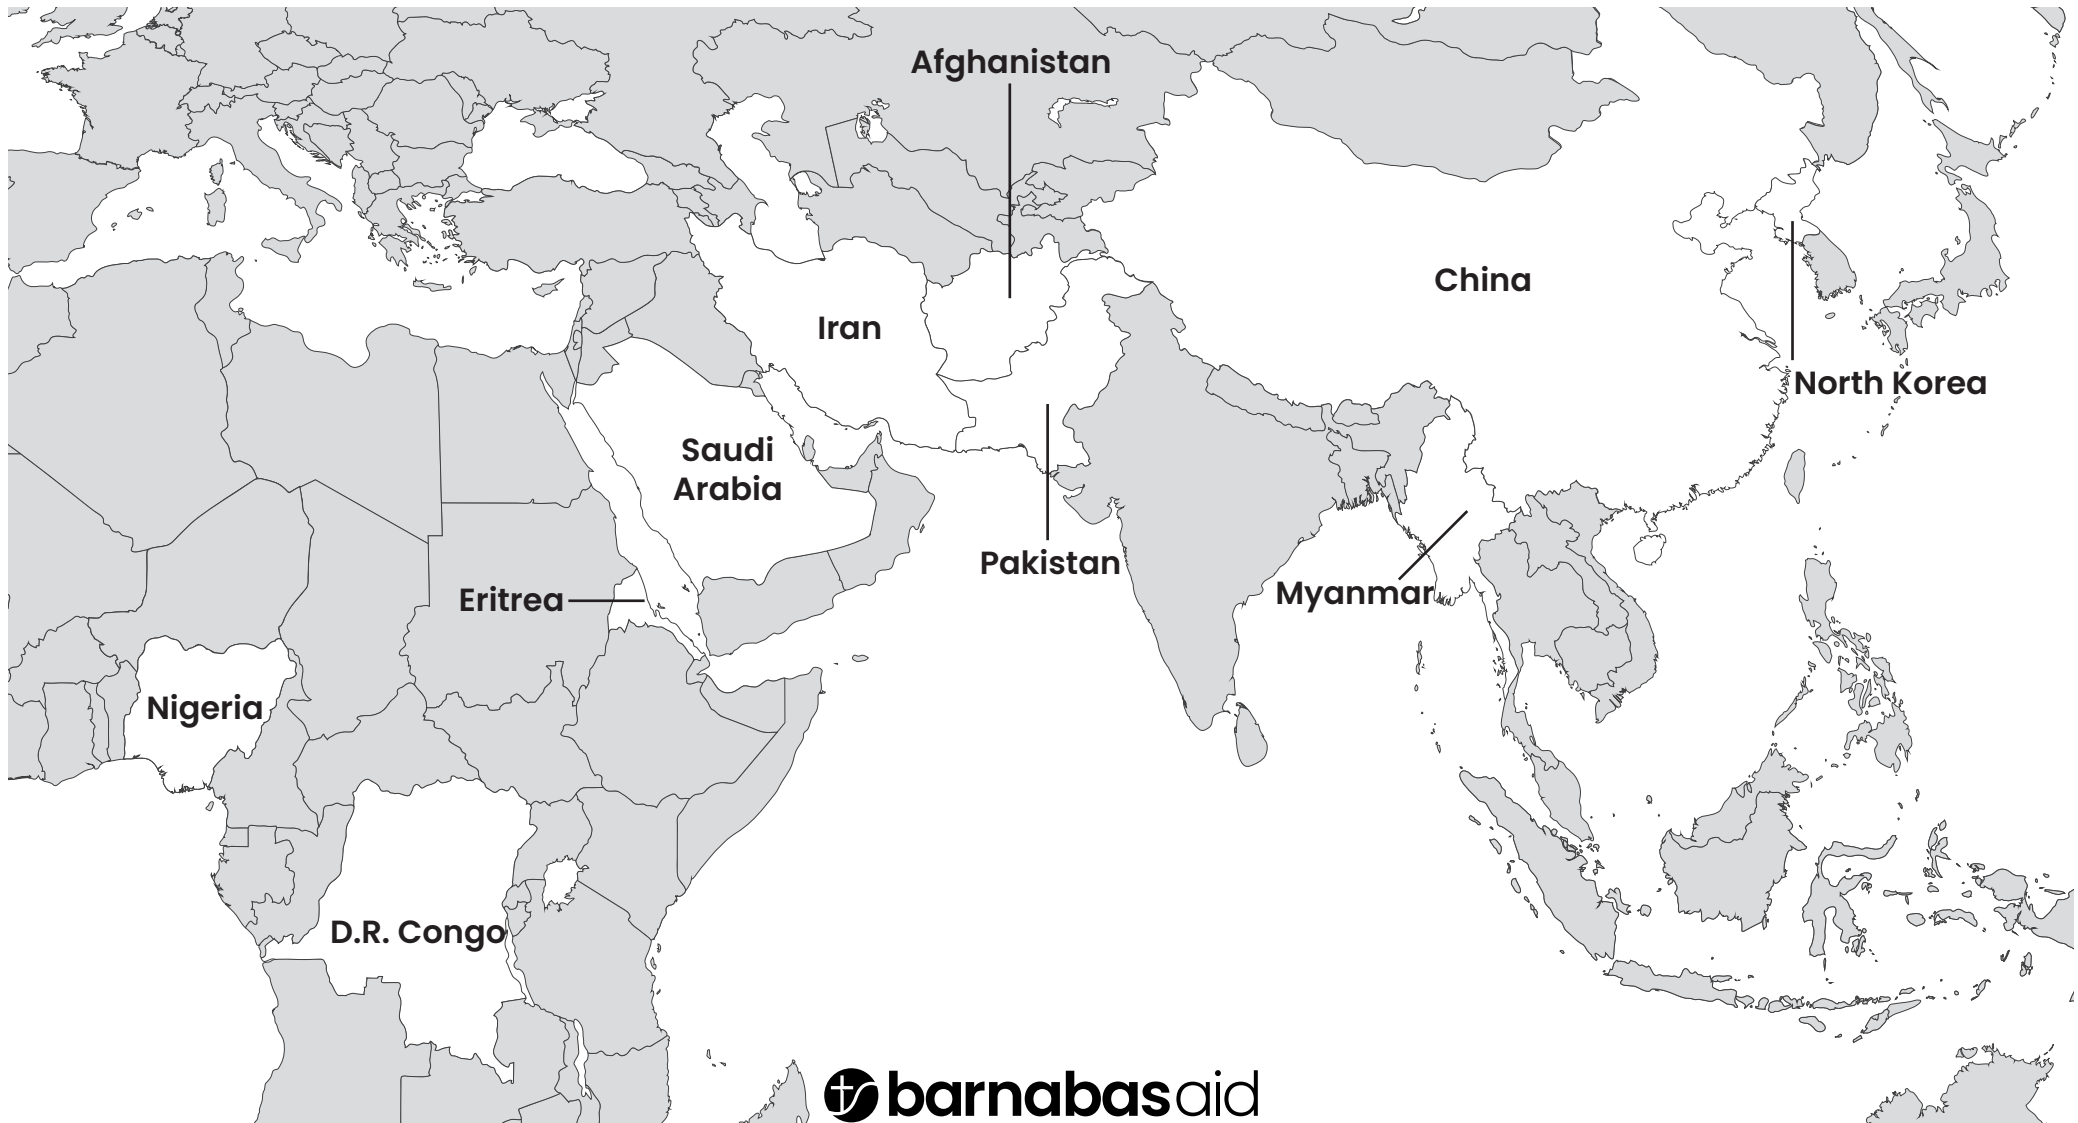 Afghanistan
China
Iran
North Korea
Saudi
Arabia
Pakistan
Myanmar
Eritrea
Nigeria
D.R. Congo
barnabasaid